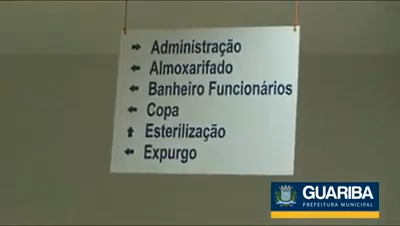 Administração
Almoxarifado
Banheiro Funcionários
Copa
Esterilização
Expurgo
GUARIBA
PREFEITURA MUNICIPAL